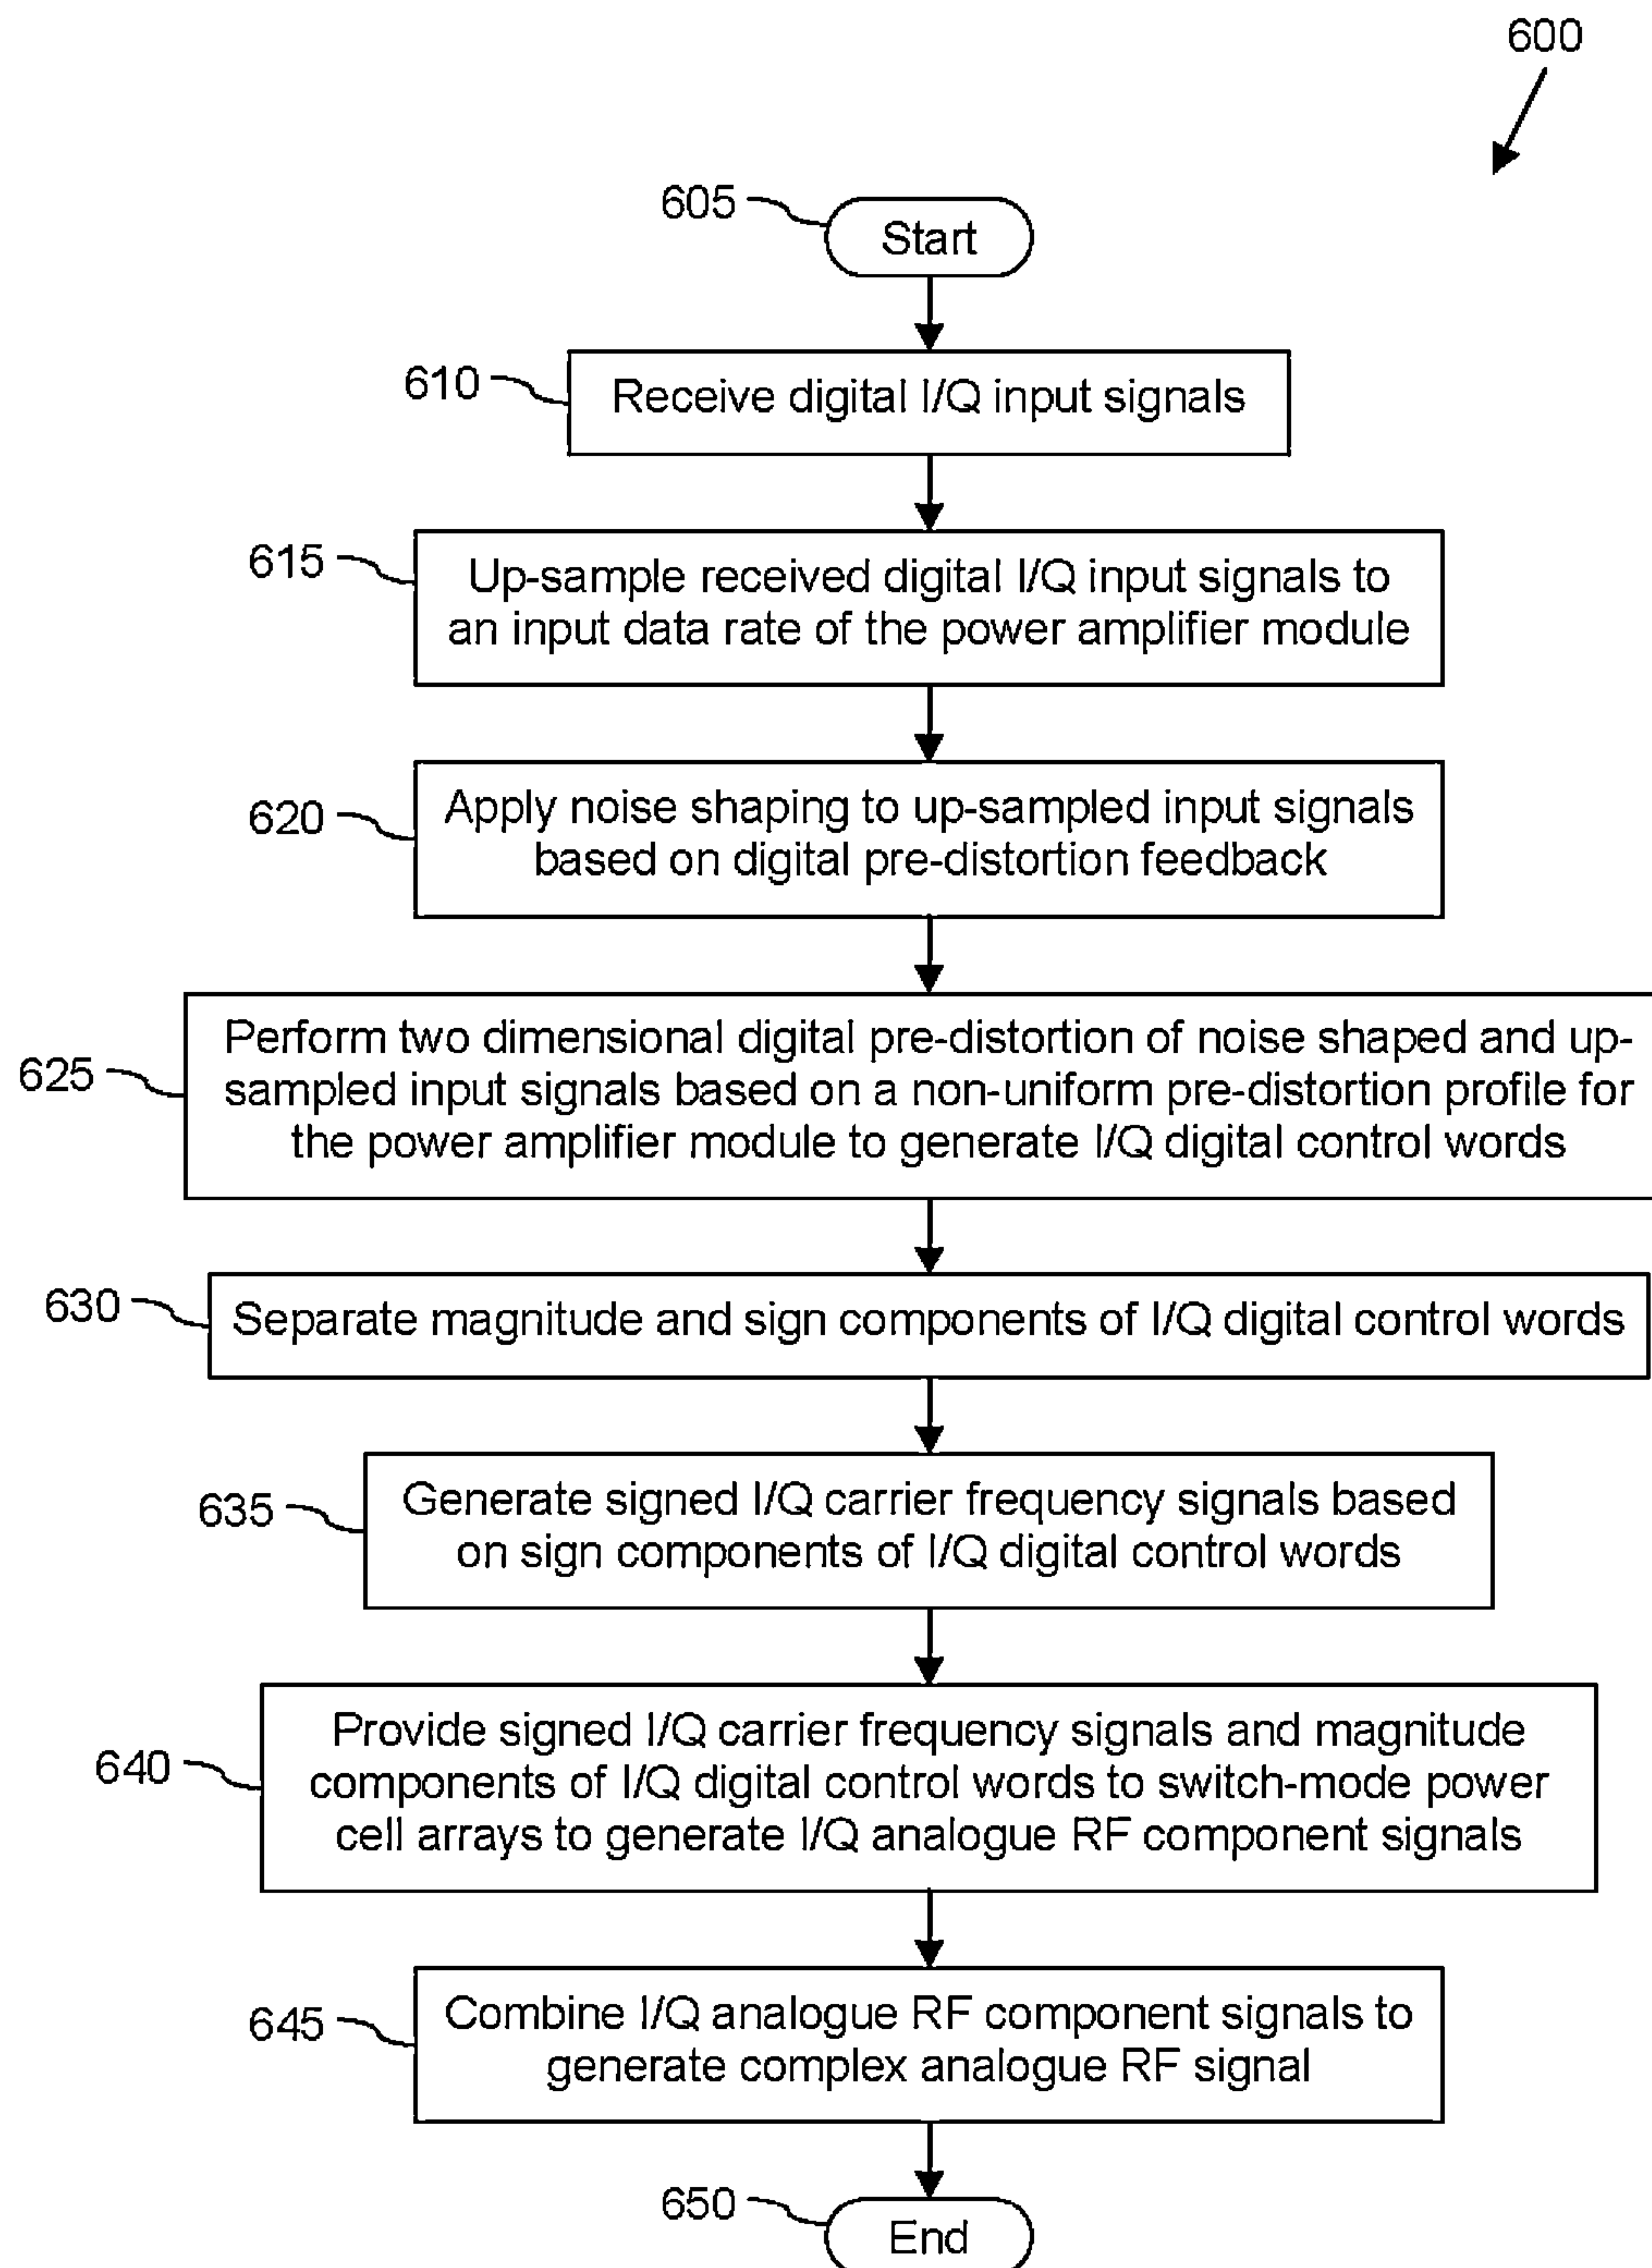 600
605
Start
610
Receive digital I/Q input signals
615
Up-sample received digital I/Q input signals to
an input data rate of the power amplifier module
620
Apply noise shaping to up-sampled input signals
based on digital pre-distortion feedback
625
Perform two dimensional digital pre-distortion of noise shaped and up-
sampled input signals based on a non-uniform pre-distortion profile for
the power amplifier module to generate I/Q digital control words
630
Separate magnitude and sign components of I/Q digital control words
635
Generate signed I/Q carrier frequency signals based
on sign components of I/Q digital control words
640
Provide signed I/Q carrier frequency signals and magnitude
components of I/Q digital control words to switch-mode power
cell arrays to generate I/Q analogue RF component signals
645
Combine I/Q analogue RF component signals to
generate complex analogue RF signal
650
End